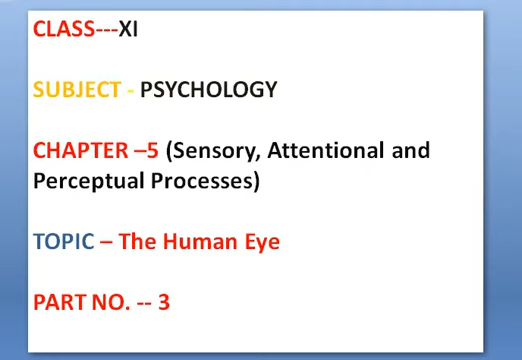 CLASS---XI
SUBJECT - PSYCHOLOGY
CHAPTER –5 (Sensory, Attentional and
Perceptual Processes)
TOPIC – The Human Eye
PART NO. -- 3